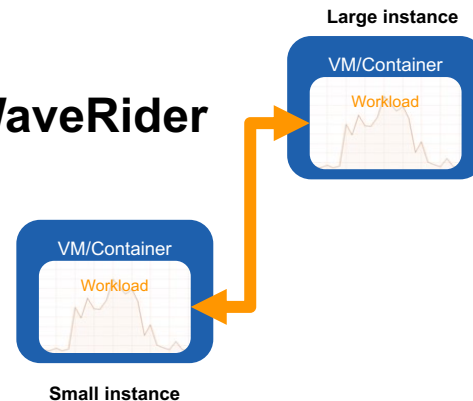 Large instance
VM/Container
Workload
aveRider
VM/Container
Workload
Small instance